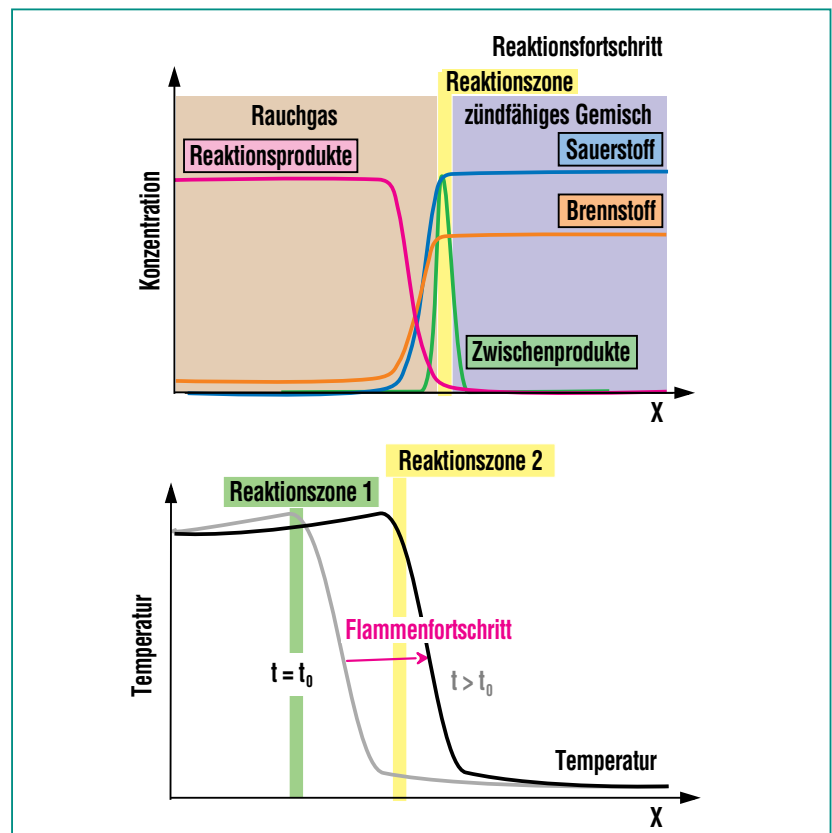 Reaktionsfortschritt
Reaktionszone
Rauchgas
zündfähiges Gemisch
Reaktionsprodukte
Sauerstoff
Brennstoff
Konzentration
Zwischenprodukte
X
Reaktionszone 2
Reaktionszone 1
Temperatur
Flammenfortschritt
t = t₀
t > t₀
Temperatur
X